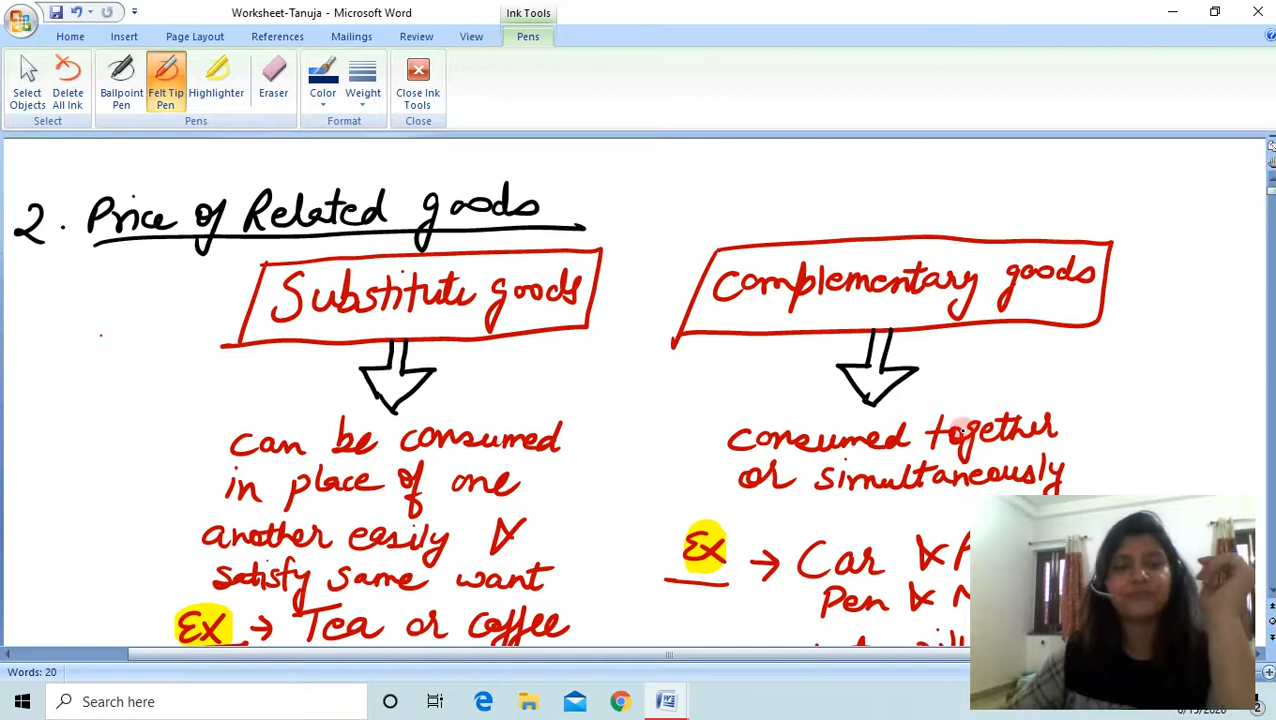 Worksheet-Tanuja - Microsoft Word
Ink Tools
Home Insert Page Layout References Mailings Review View Pens
Select Objects
Delete All Ink
Ballpoint Pen
Felt Tip Pen
Highlighter
Eraser
Color
Weight
Close Ink Tools
Select Pens Format Close
2. Price of Related goods
Substitute goods
Complementary goods
can be consumed
in place of one
another easily &
satisfy same want
Ex → Tea or coffee
consumed together
or simultaneously
Ex → Car &
Pen &
Words: 20
Search here
2